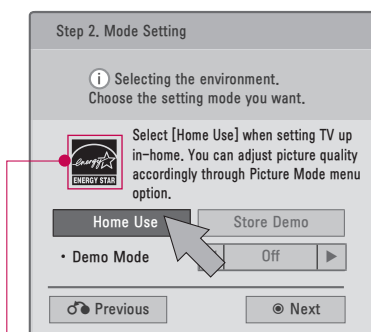 Step 2. Mode Setting
i Selecting the environment.
Choose the setting mode you want.
energy
ENERGY STAR
Select [Home Use] when setting TV up
in-home. You can adjust picture quality
accordingly through Picture Mode menu
option.
Home Use
Store Demo
• Demo Mode
Off
Previous
Next